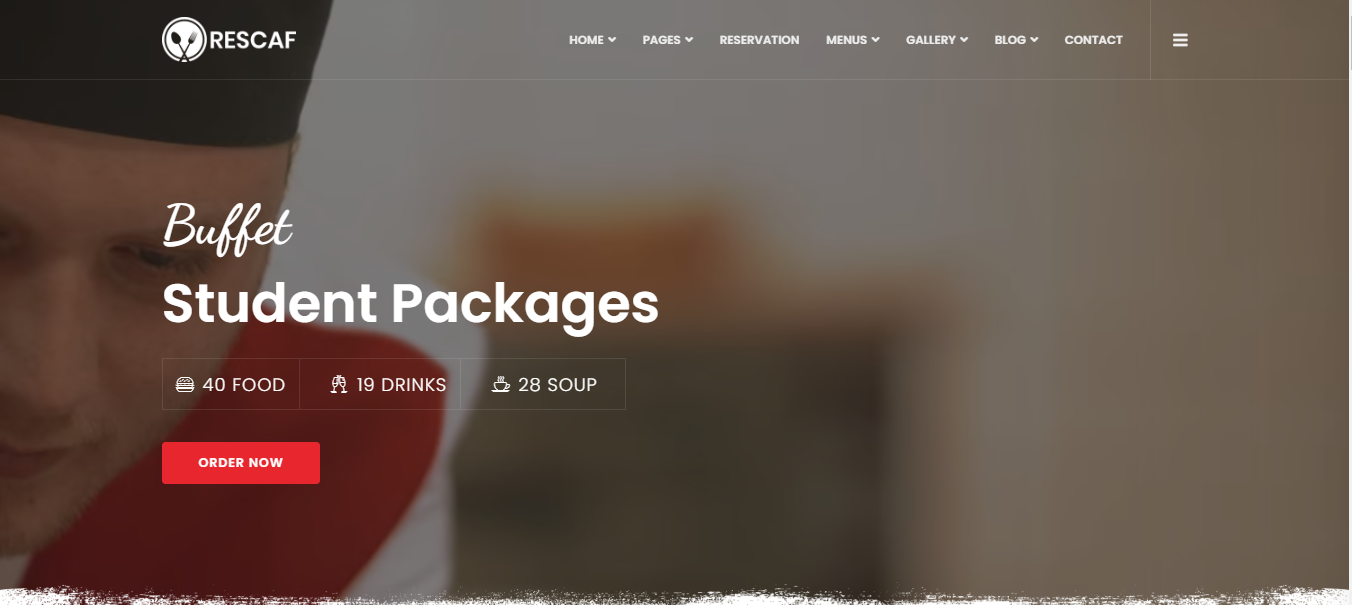 RESCAF
HOME PAGES RESERVATION MENUS GALLERY BLOG CONTACT
Buffet
Student Packages
40 FOOD 19 DRINKS 28 SOUP
ORDER NOW